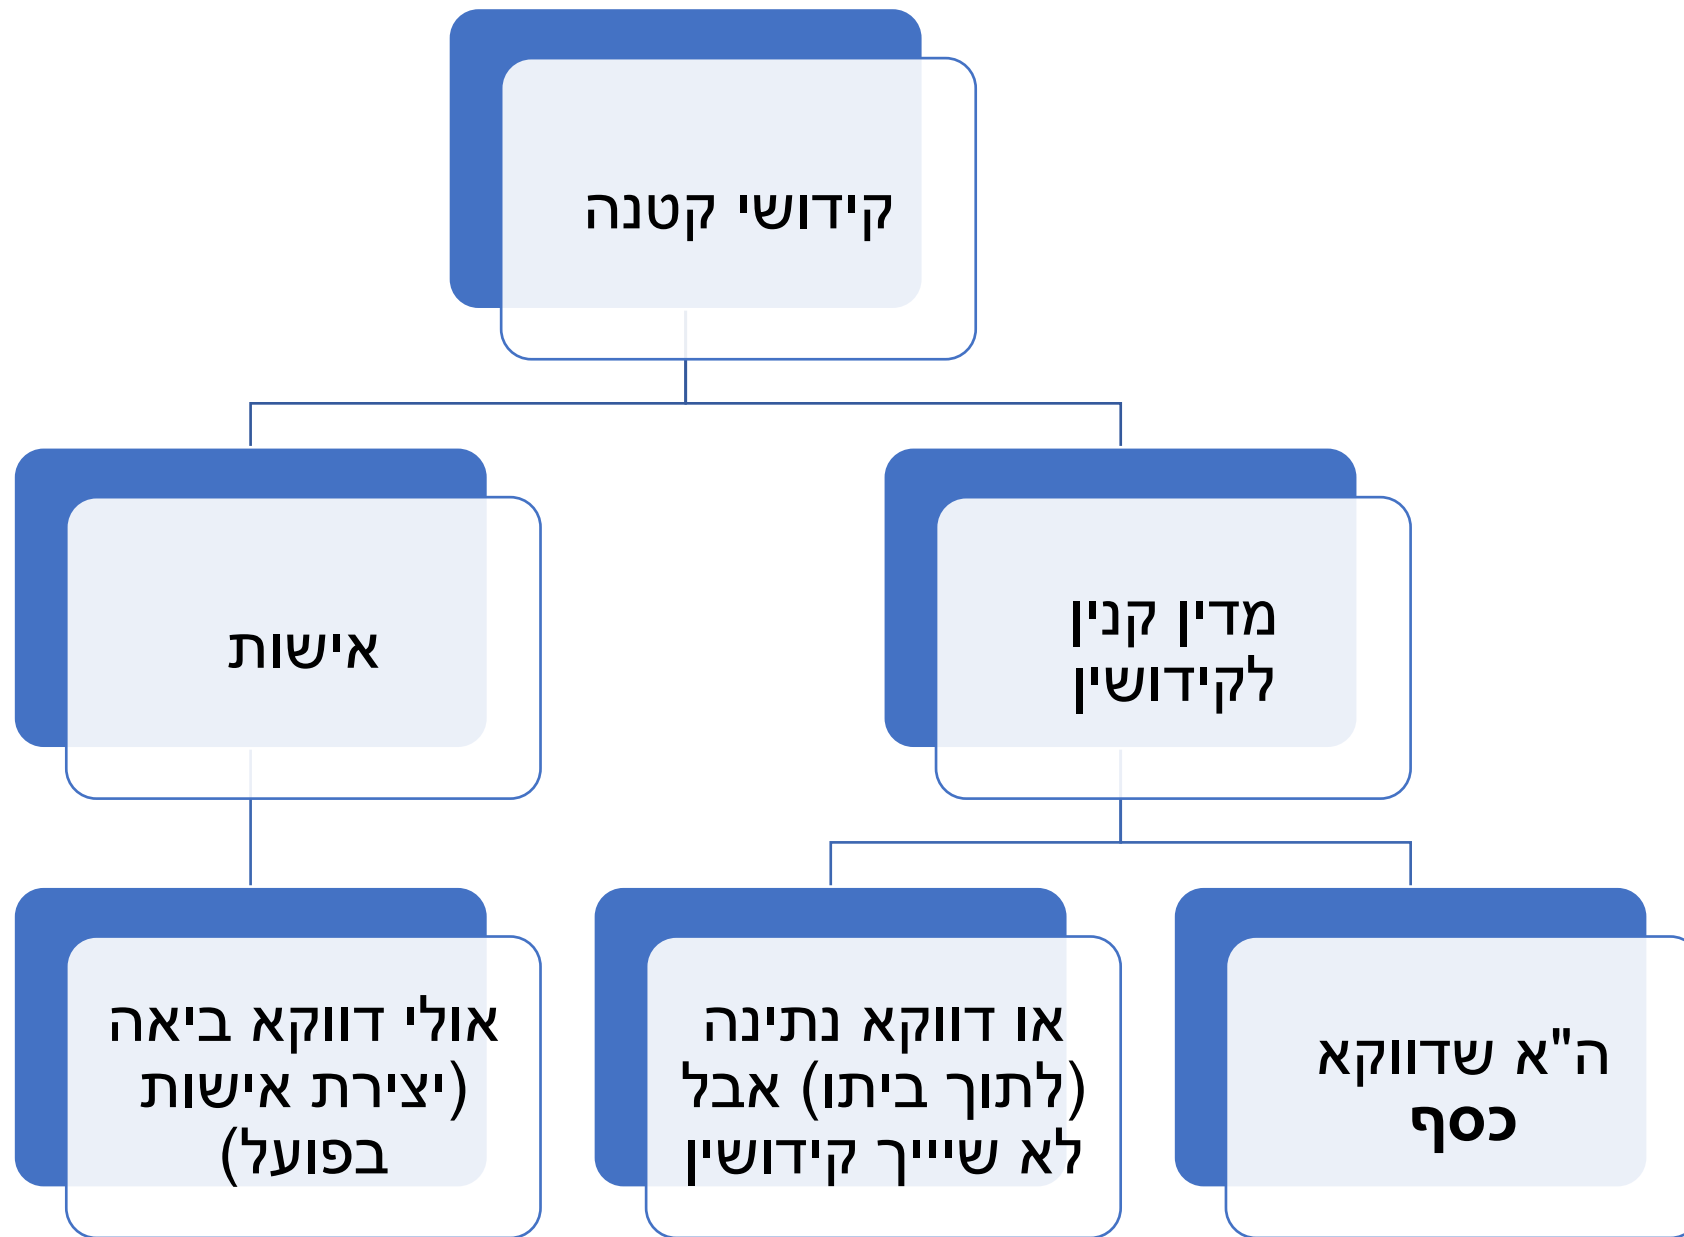 קידושי קטנה
מדין קנין
לקידושין
אישות
ה"א שדווקא
כסף
או דווקא נתינה
(לתוך ביתו) אבל
לא שייייך קידושין
אולי דווקא ביאה
(יצירת אישות
בפועל)